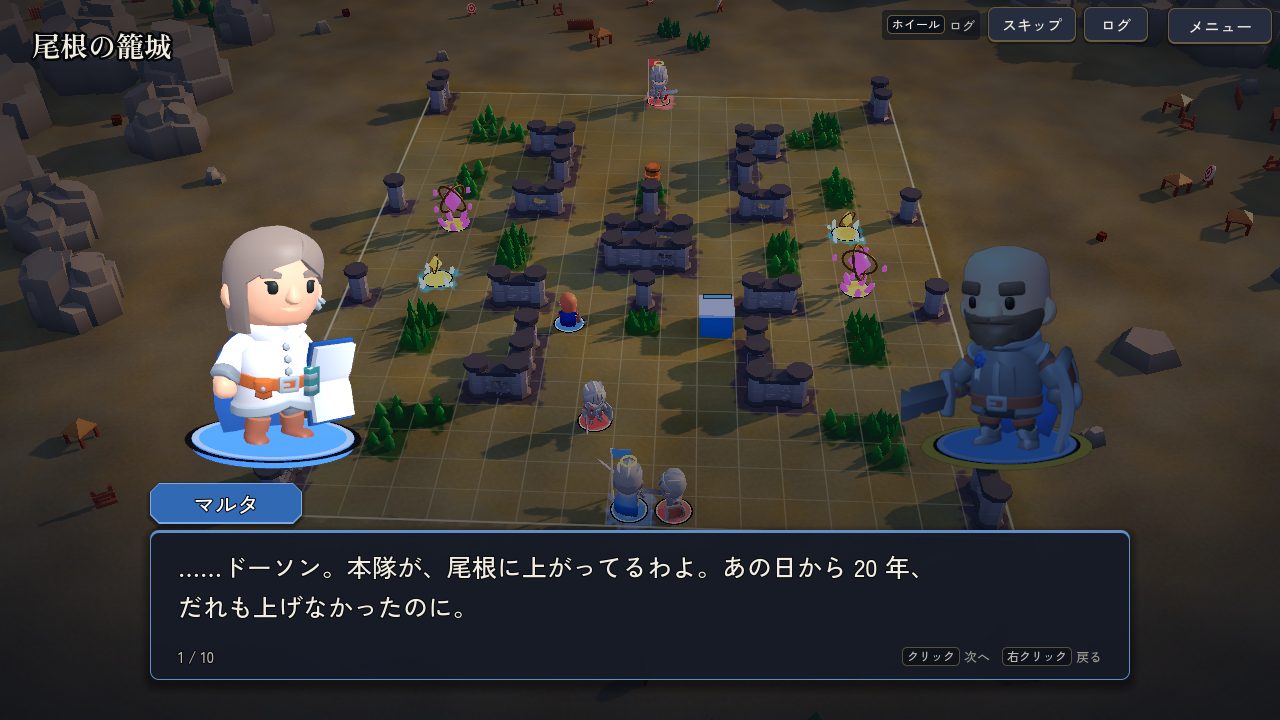 尾根の籠城
ホイール ログ
スキップ
ログ
メニュー
マルタ
……ドーソン。本隊が、尾根に上がってるわよ。あの日から 20 年、
だれも上げなかったのに。
1 / 10
クリック 次へ 右クリック 戻る